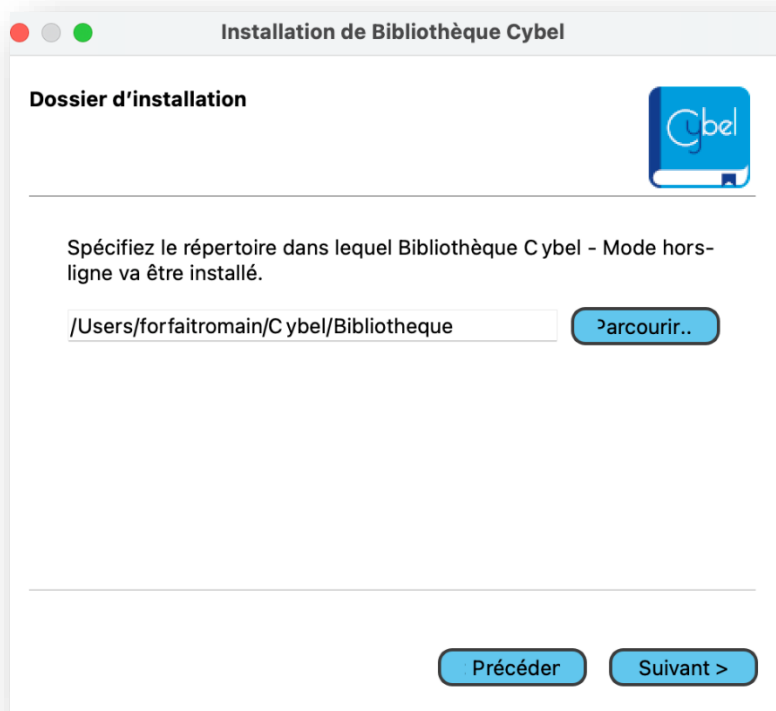 Installation de Bibliothèque Cybel
Dossier d'installation
Cybel
Spécifiez le répertoire dans lequel Bibliothèque Cybel - Mode hors-
ligne va être installé.
/Users/forfaitromain/Cybel/Bibliotheque
Parcourir..
Précéder
Suivant >